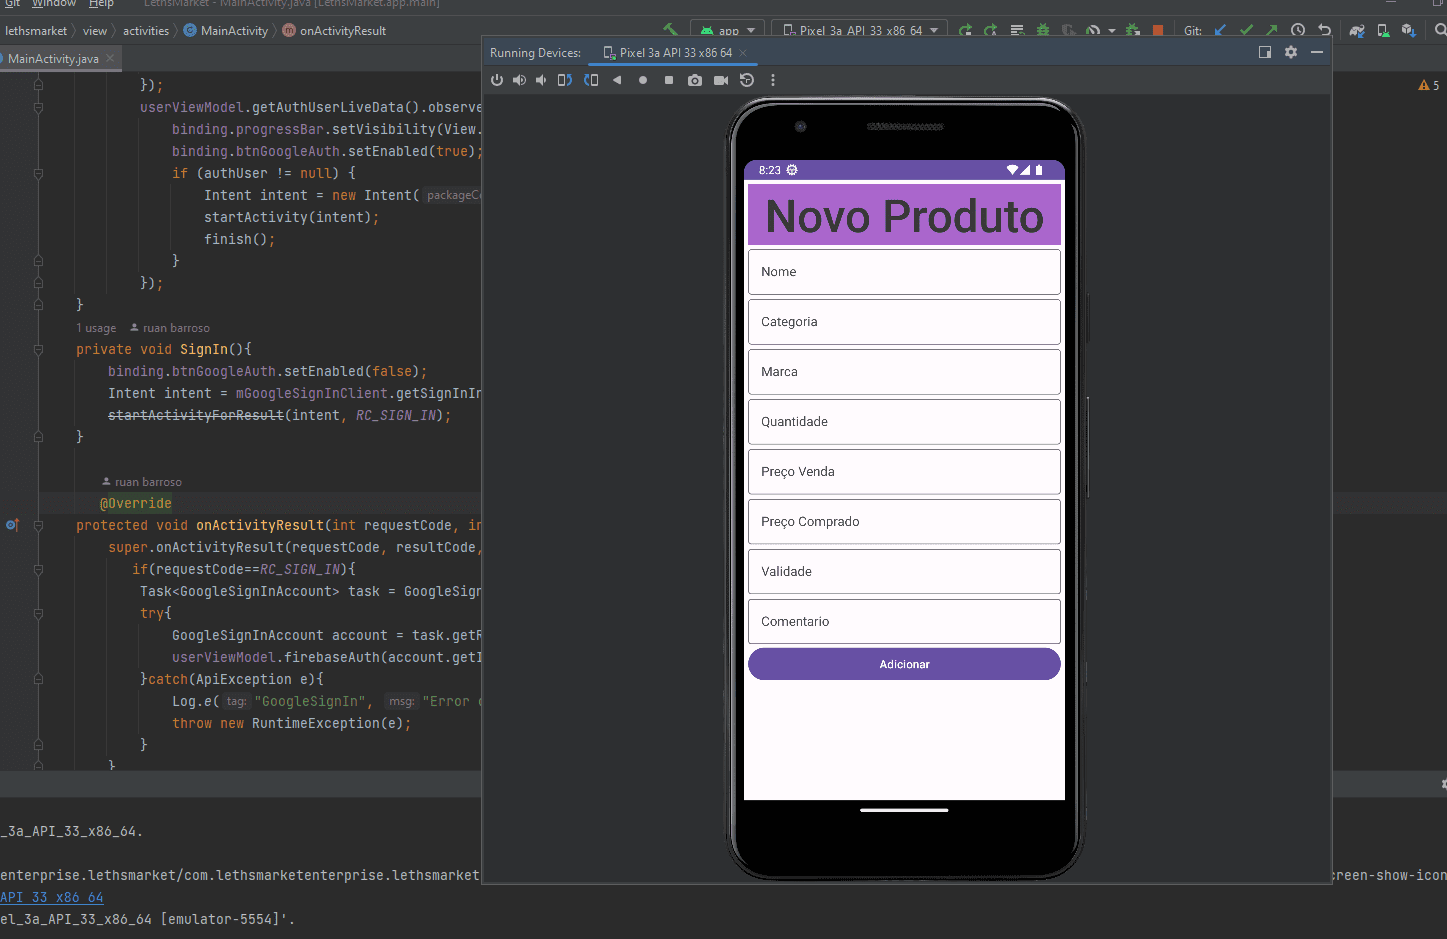 Git Window Help LethsMarket - MainActivity.java [LethsMarket.app.main]
lethsmarket view activities MainActivity onActivityResult app Pixel 3a API 33 x86 64 Git:
MainActivity.java
5
});
userViewModel.getAuthUserLiveData().observe
binding.progressBar.setVisibility(View.
binding.btnGoogleAuth.setEnabled(true);
if (authUser != null) {
Intent intent = new Intent( packageCo
startActivity(intent);
finish();
}
});
}
1 usage ruan barroso
private void SignIn(){
binding.btnGoogleAuth.setEnabled(false);
Intent intent = mGoogleSignInClient.getSignInIn
startActivityForResult(intent, RC_SIGN_IN);
}
ruan barroso
@Override
protected void onActivityResult(int requestCode, in
super.onActivityResult(requestCode, resultCode,
if(requestCode==RC_SIGN_IN){
Task<GoogleSignInAccount> task = GoogleSign
try{
GoogleSignInAccount account = task.getR
userViewModel.firebaseAuth(account.getI
}catch(ApiException e){
Log.e( tag: "GoogleSignIn", msg: "Error
throw new RuntimeException(e);
}
}
_3a_API_33_x86_64.
enterprise.lethsmarket/com.lethsmarketenterprise.lethsmarket
creen-show-icon
API 33 x86 64
el_3a_API_33_x86_64 [emulator-5554]'.
Running Devices: Pixel 3a API 33 x86 64
8:23
Novo Produto
Nome
Categoria
Marca
Quantidade
Preço Venda
Preço Comprado
Validade
Comentario
Adicionar